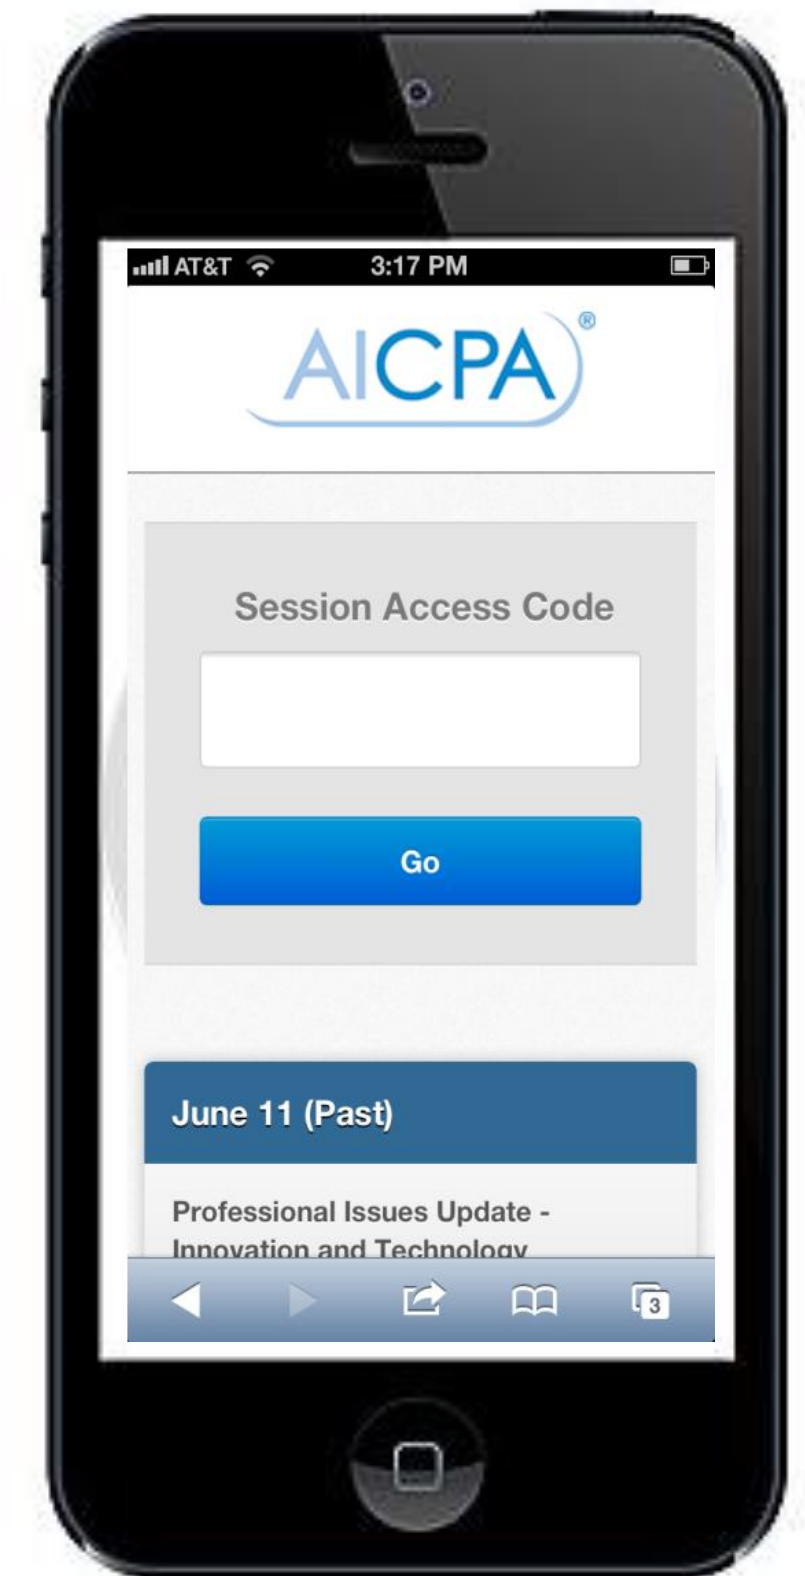 AT&T 3:17 PM
AICPA®
Session Access Code
Go
June 11 (Past)
Professional Issues Update -
Innovation and Technology
3